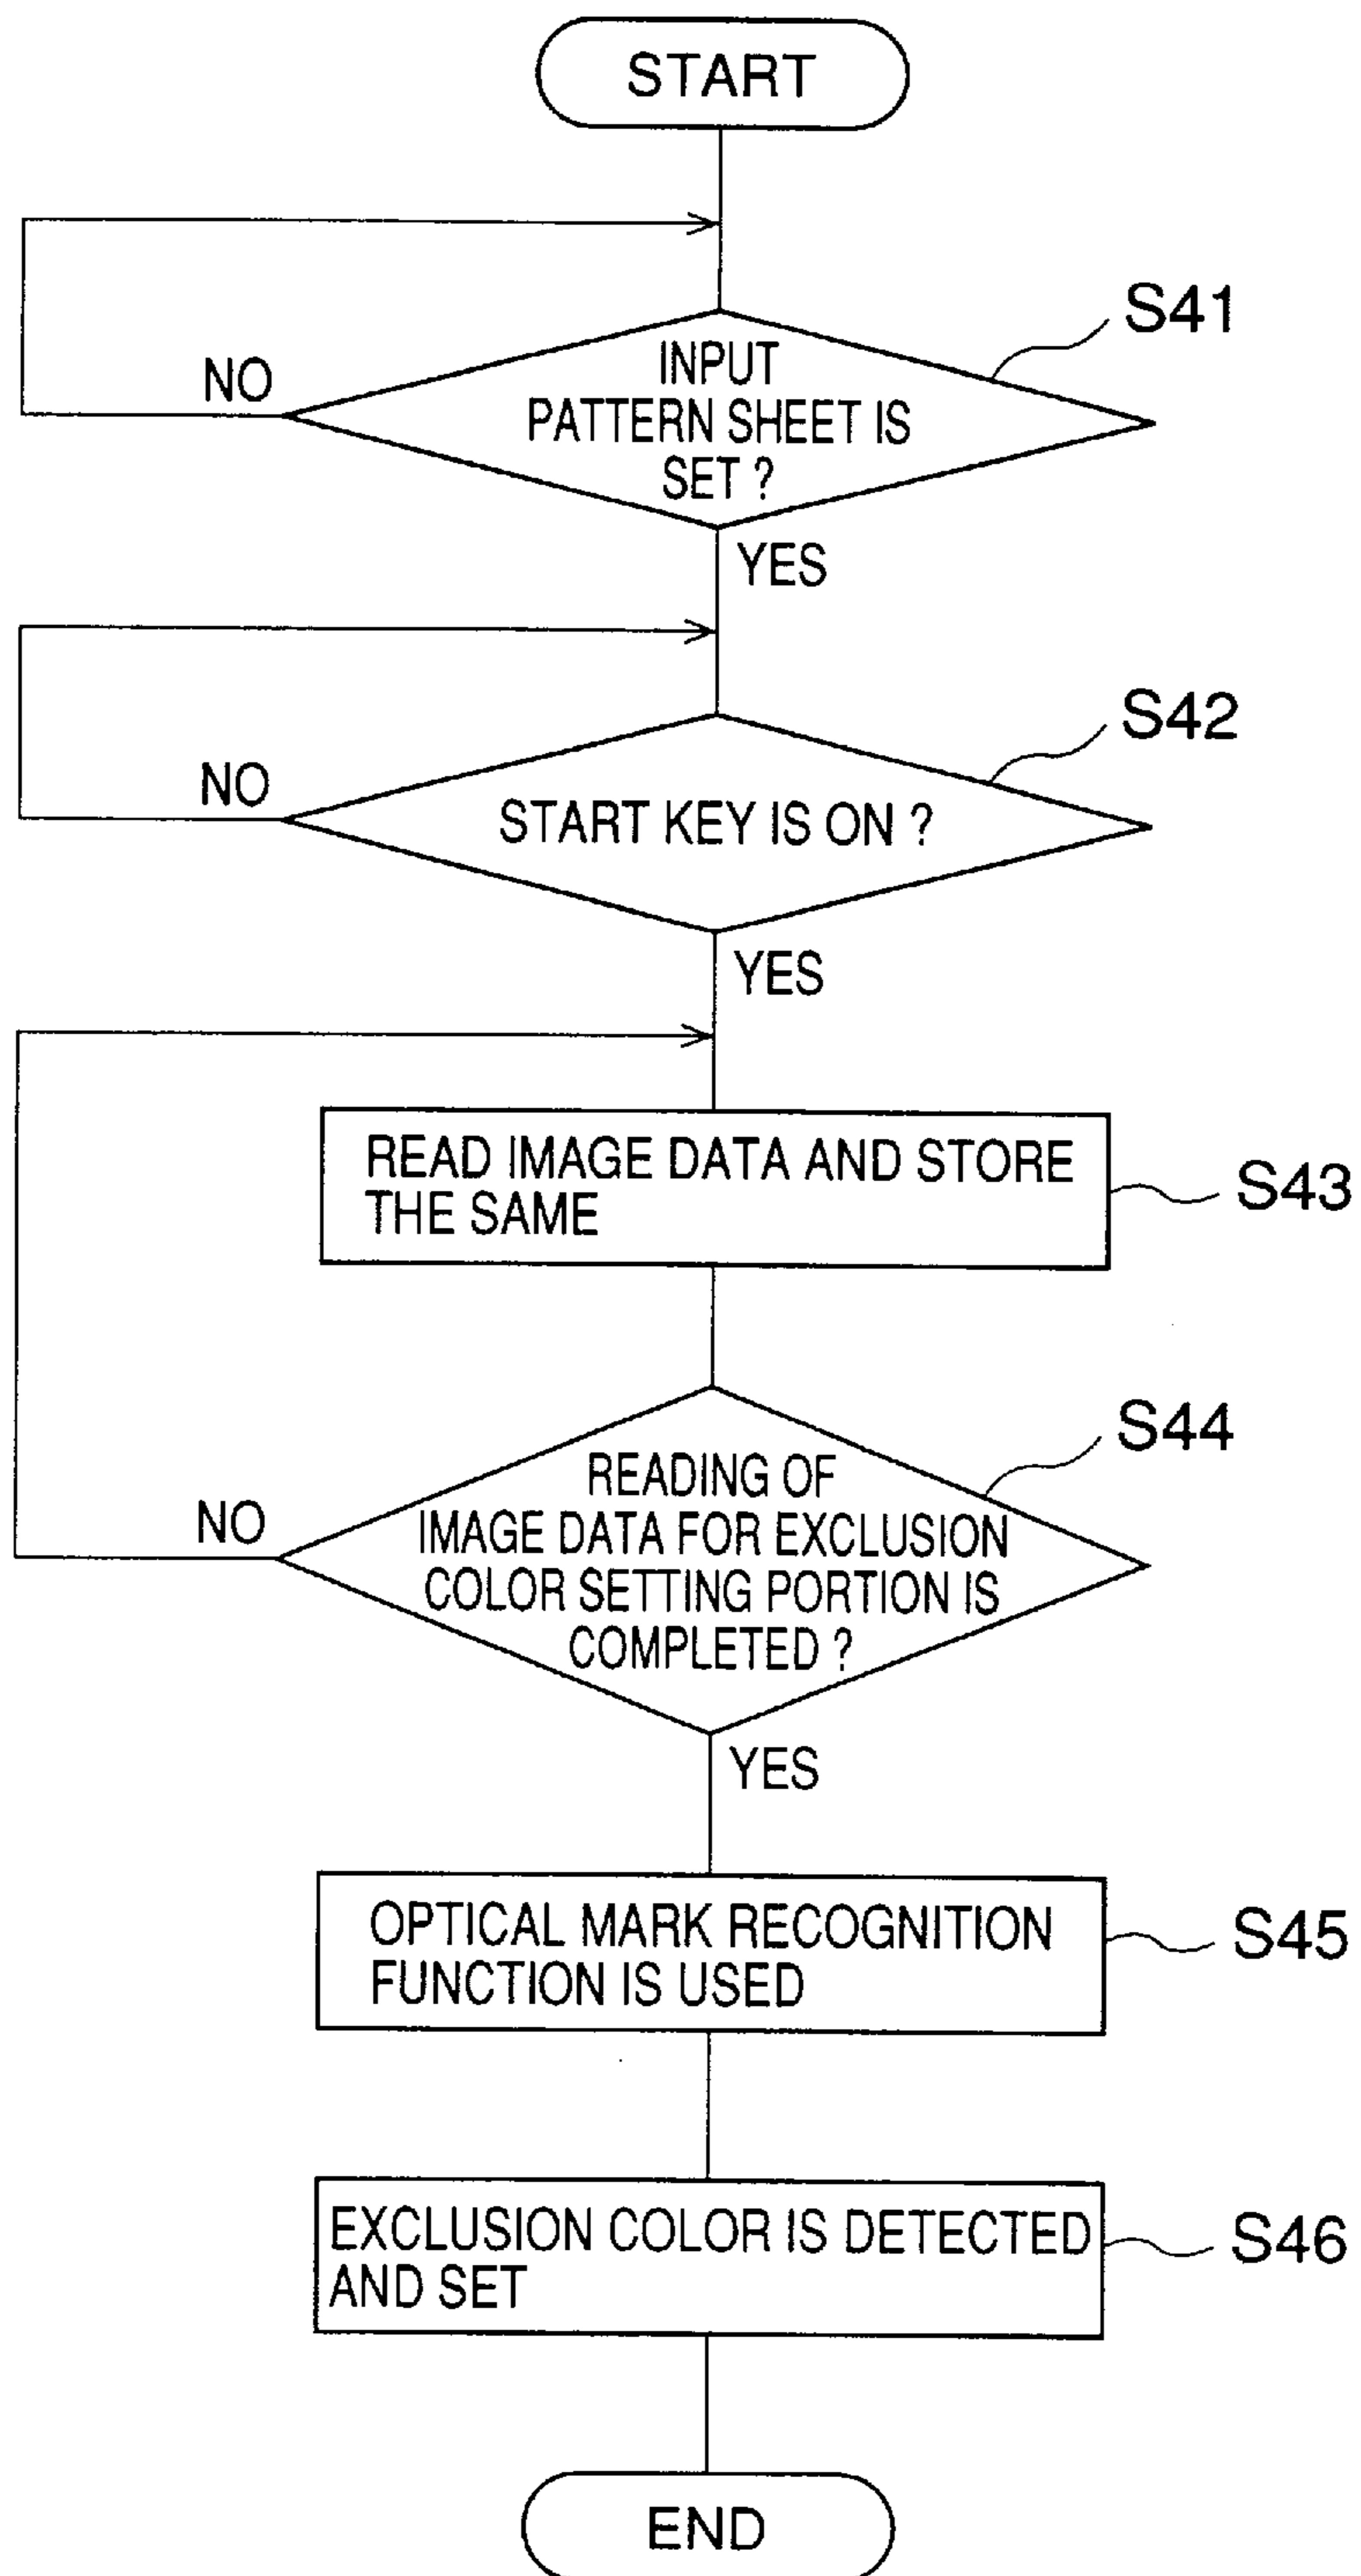 START
S41
INPUT
PATTERN SHEET IS
SET ?
NO
YES
S42
START KEY IS ON ?
NO
YES
READ IMAGE DATA AND STORE
THE SAME
S43
S44
READING OF
IMAGE DATA FOR EXCLUSION
COLOR SETTING PORTION IS
COMPLETED ?
NO
YES
OPTICAL MARK RECOGNITION
FUNCTION IS USED
S45
EXCLUSION COLOR IS DETECTED
AND SET
S46
END